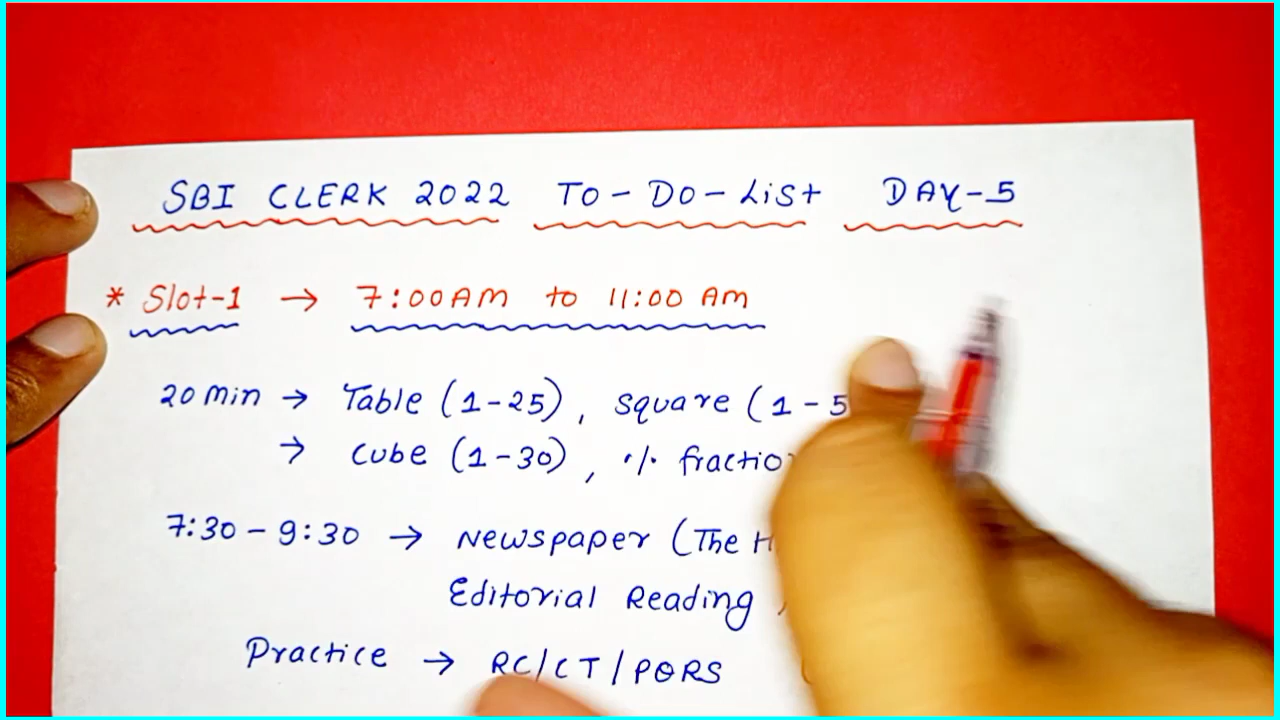 SBI CLERK 2022 TO-DO-LiST DAY-5
* Slot-1 → 7:00AM to 11:00 AM
20 Min → Table (1-25), Square (1-5
→ Cube (1-30), % fractio
7:30-9:30 → Newspaper (The H
Editorial Reading
Practice → RC/CT/PQRS